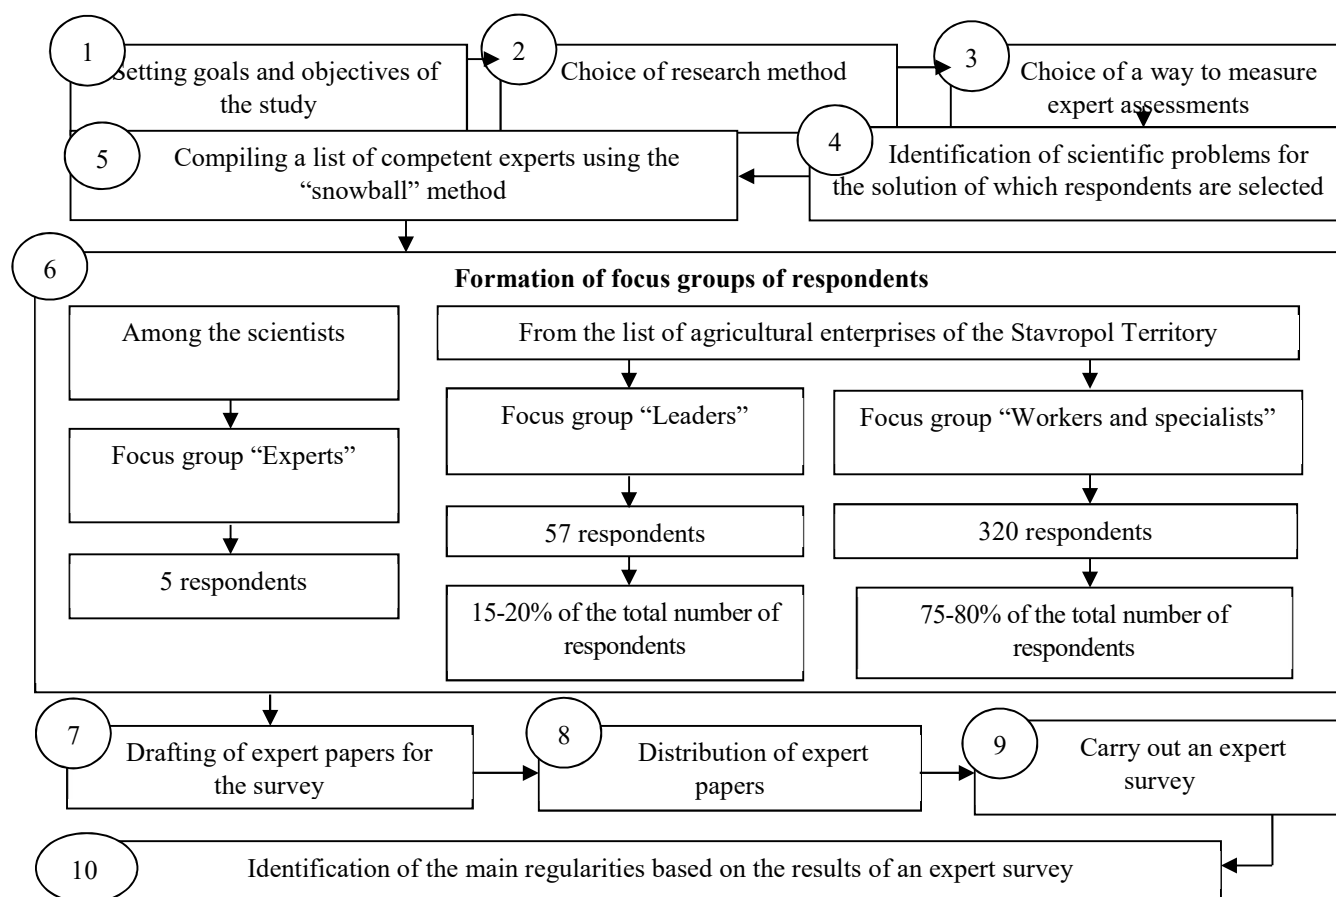 1
Setting goals and objectives of
the study
2
Choice of research method
3
Choice of a way to measure
expert assessments
4
Identification of scientific problems for
the solution of which respondents are selected
5
Compiling a list of competent experts using the
“snowball” method
6
Formation of focus groups of respondents
Among the scientists
Focus group “Experts”
5 respondents
From the list of agricultural enterprises of the Stavropol Territory
Focus group “Leaders”
57 respondents
15-20% of the total number of
respondents
Focus group “Workers and specialists”
320 respondents
75-80% of the total number of
respondents
7
Drafting of expert papers for
the survey
8
Distribution of expert
papers
9
Carry out an expert
survey
10
Identification of the main regularities based on the results of an expert survey